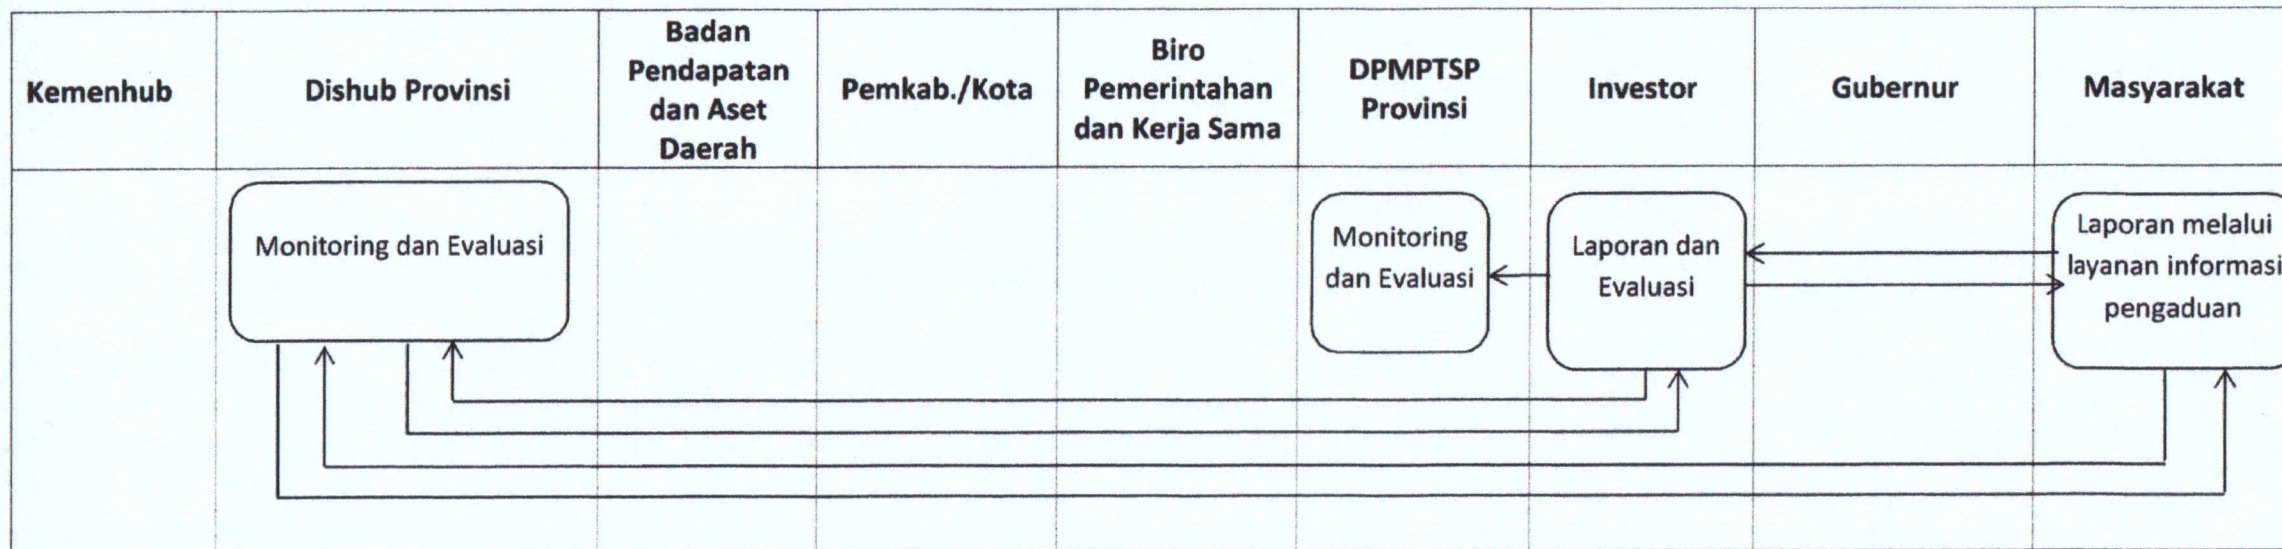 Kemenhub
Dishub Provinsi
Badan
Pendapatan
dan Aset
Daerah
Pemkab./Kota
Biro
Pemerintahan
dan Kerja Sama
DPMPTSP
Provinsi
Investor
Gubernur
Masyarakat
Monitoring dan Evaluasi
Monitoring
dan Evaluasi
Laporan dan
Evaluasi
Laporan melalui
layanan informasi
pengaduan